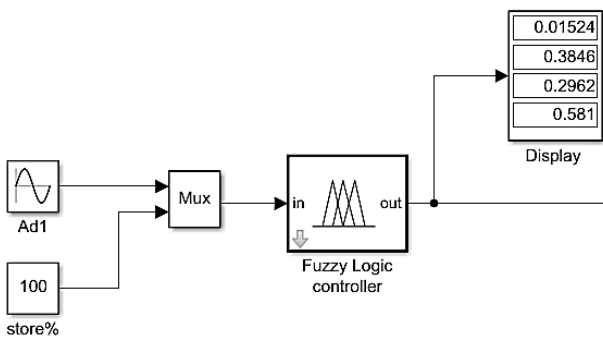 0.01524
0.3846
0.2962
0.581
Display
Ad1
Mux
in
out
Fuzzy Logic
controller
100
store%